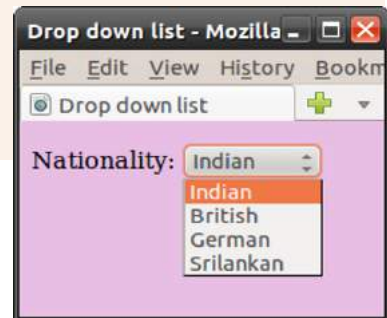 Drop down list - Mozilla
File Edit View History Bookm
Drop down list
Nationality: Indian
Indian
British
German
Srilankan